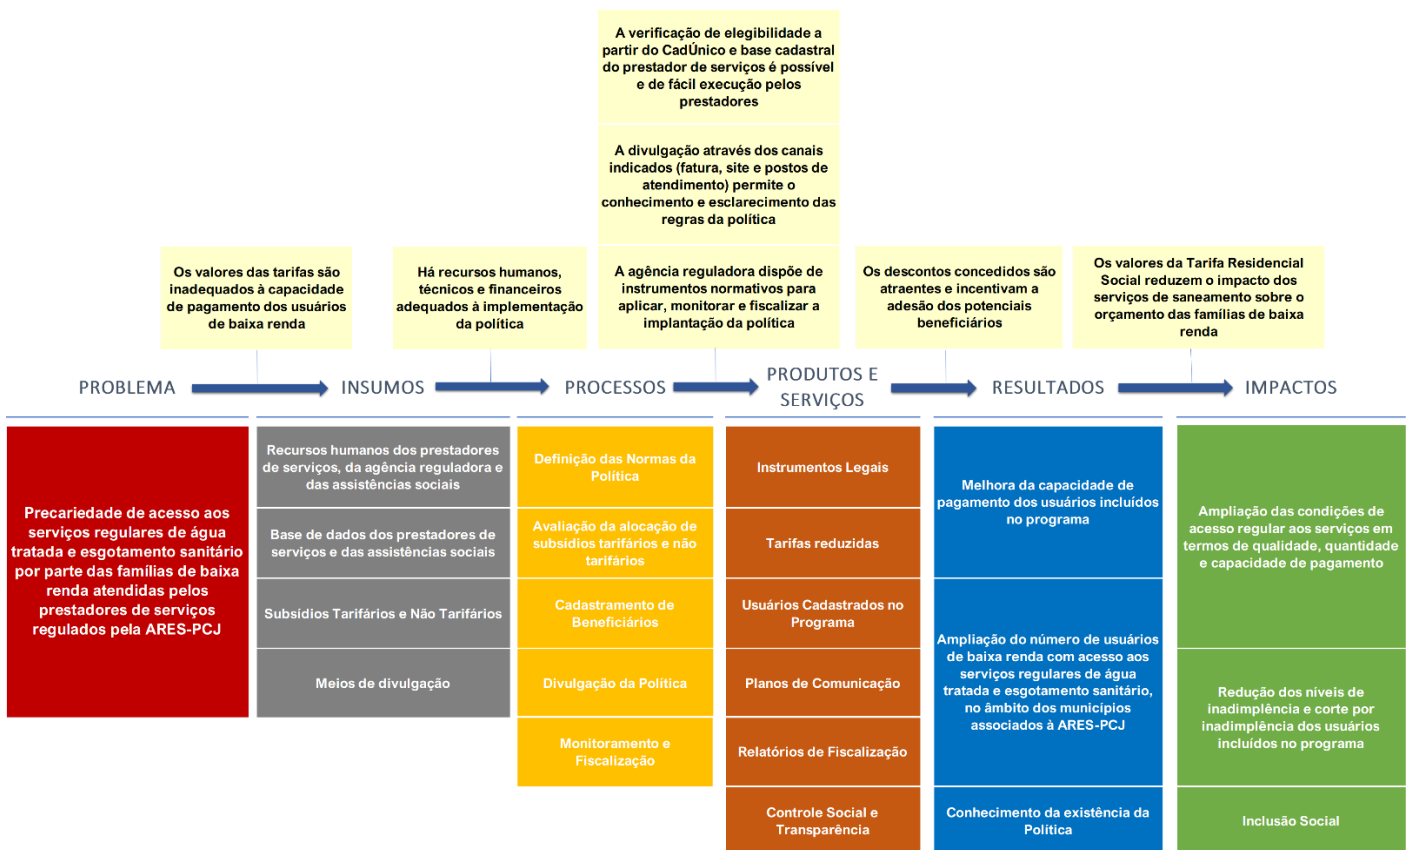 A verificação de elegibilidade a
partir do CadÚnico e base cadastral
do prestador de serviços é possível
e de fácil execução pelos
prestadores
A divulgação através dos canais
indicados (fatura, site e postos de
atendimento) permite o
conhecimento e esclarecimento das
regras da política
Os valores das tarifas são
inadequados à capacidade
de pagamento dos usuários
de baixa renda
Há recursos humanos,
técnicos e financeiros
adequados à implementação
da política
A agência reguladora dispõe de
instrumentos normativos para
aplicar, monitorar e fiscalizar a
implantação da política
Os descontos concedidos são
atraentes e incentivam a
adesão dos potenciais
beneficiários
Os valores da Tarifa Residencial
Social reduzem o impacto dos
serviços de saneamento sobre o
orçamento das famílias de baixa
renda
PROBLEMA
INSUMOS
PROCESSOS
PRODUTOS E
SERVIÇOS
RESULTADOS
IMPACTOS
Precariedade de acesso aos
serviços regulares de água
tratada e esgotamento sanitário
por parte das famílias de baixa
renda atendidas pelos
prestadores de serviços
regulados pela ARES-PCJ
Recursos humanos dos prestadores
de serviços, da agência reguladora e
das assistências sociais
Base de dados dos prestadores de
serviços e das assistências sociais
Subsídios Tarifários e Não Tarifários
Meios de divulgação
Definição das Normas da
Política
Avaliação da alocação de
subsídios tarifários e não
tarifários
Cadastramento de
Beneficiários
Divulgação da Política
Monitoramento e
Fiscalização
Instrumentos Legais
Tarifas reduzidas
Usuários Cadastrados no
Programa
Planos de Comunicação
Relatórios de Fiscalização
Controle Social e
Transparência
Melhora da capacidade de
pagamento dos usuários incluídos
no programa
Ampliação do número de usuários
de baixa renda com acesso aos
serviços regulares de água
tratada e esgotamento sanitário,
no âmbito dos municípios
associados à ARES-PCJ
Conhecimento da existência da
Política
Ampliação das condições de
acesso regular aos serviços em
termos de qualidade, quantidade
e capacidade de pagamento
Redução dos níveis de
inadimplência e corte por
inadimplência dos usuários
incluídos no programa
Inclusão Social